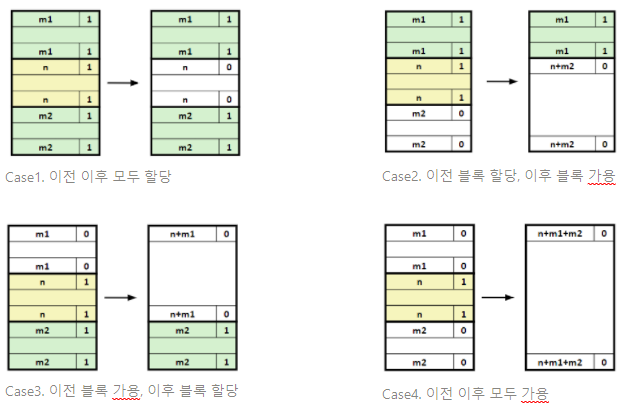 m1 1 m1 1
m1 1 m1 1
n 1 n 0
n 1 n 0
m2 1 m2 1
m2 1 m2 1
Case1. 이전 이후 모두 할당
m1 1 m1 1
m1 1 m1 1
n 1 n+m2 0
n 1
m2 0
m2 0 n+m2 0
Case2. 이전 블록 할당, 이후 블록 가용
m1 0 n+m1 0
m1 0
n 1
n 1 n+m1 0
m2 1 m2 1
m2 1 m2 1
Case3. 이전 블록 가용, 이후 블록 할당
m1 0 n+m1+m2 0
m1 0
n 1
n 1
m2 0
m2 0 n+m1+m2 0
Case4. 이전 이후 모두 가용